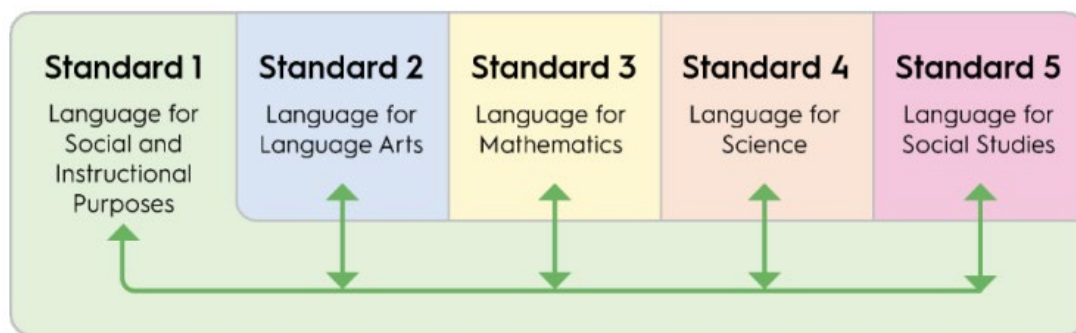 Standard 1
Language for
Social and
Instructional
Purposes
Standard 2
Language for
Language Arts
Standard 3
Language for
Mathematics
Standard 4
Language for
Science
Standard 5
Language for
Social Studies